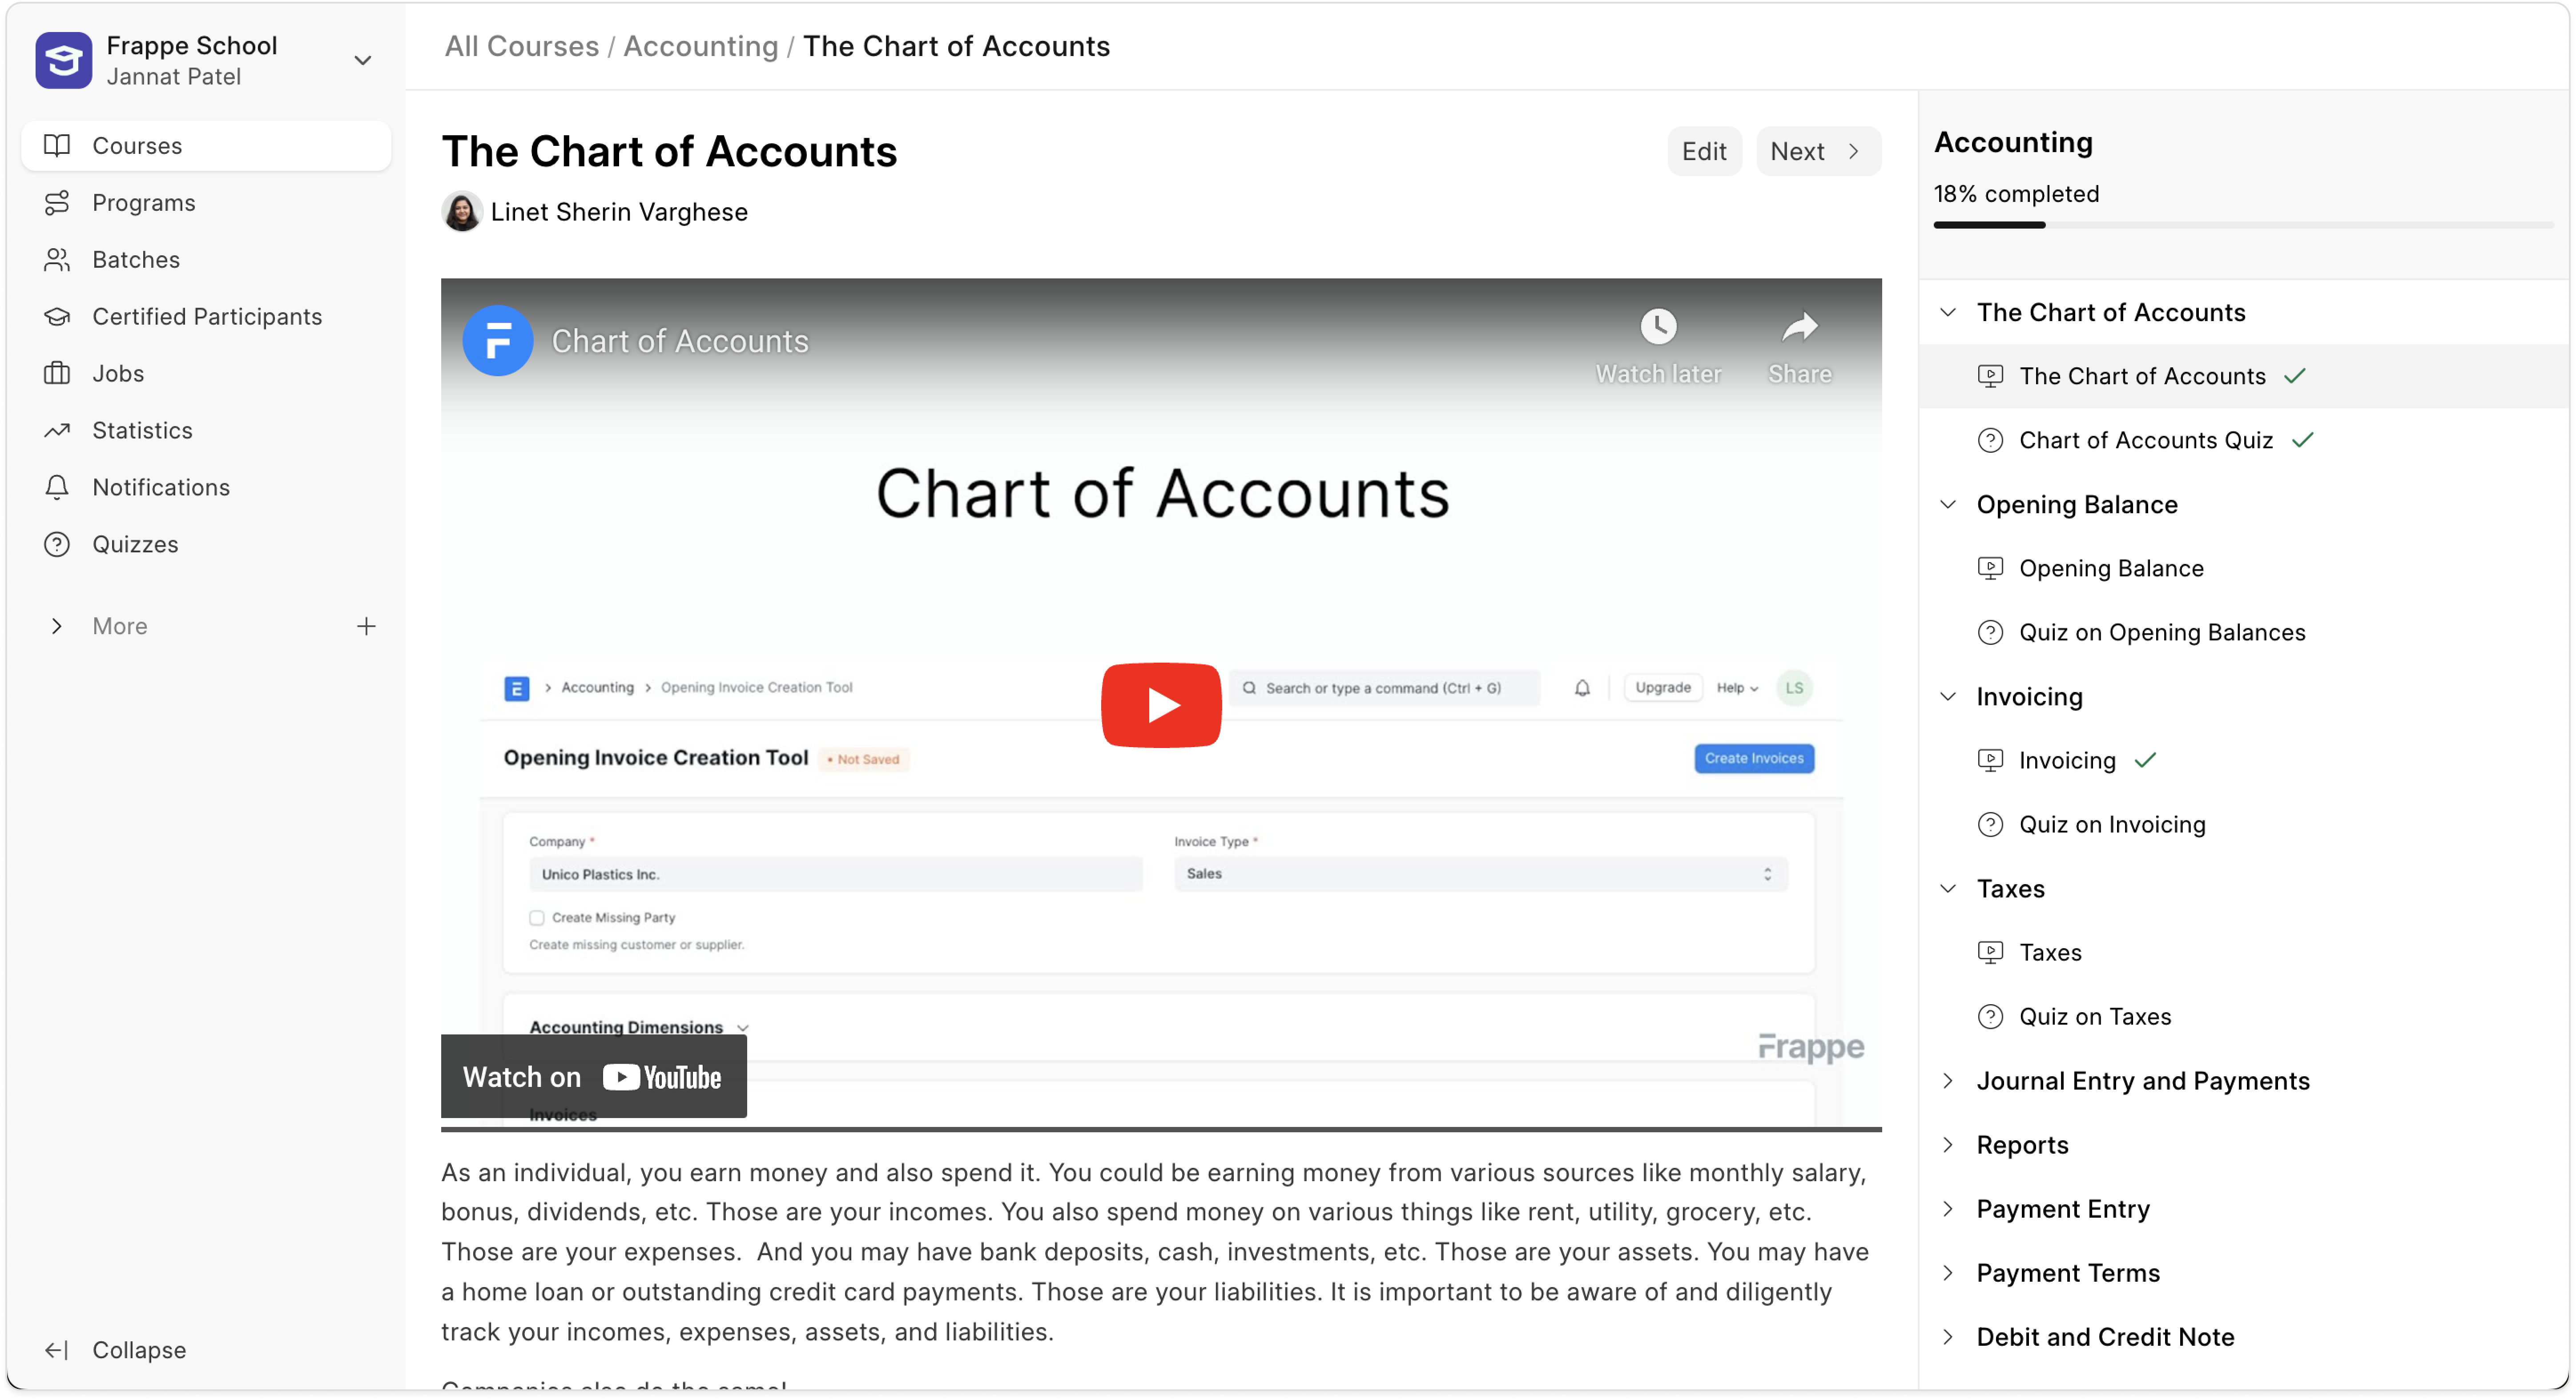 Frappe School
Jannat Patel
Courses
Programs
Batches
Certified Participants
Jobs
Statistics
Notifications
Quizzes
More
Collapse
All Courses / Accounting / The Chart of Accounts
The Chart of Accounts
Edit
Next
Linet Sherin Varghese
Chart of Accounts
Watch later
Share
Chart of Accounts
Accounting
Opening Invoice Creation Tool
Search or type a command (Ctrl + G)
Upgrade
Help
LS
Opening Invoice Creation Tool
• Not Saved
Create Invoices
Company *
Unico Plastics Inc.
Invoice Type *
Sales
Create Missing Party
Create missing customer or supplier.
Accounting Dimensions
Frappe
Watch on YouTube
Invoices
As an individual, you earn money and also spend it. You could be earning money from various sources like monthly salary,
bonus, dividends, etc. Those are your incomes. You also spend money on various things like rent, utility, grocery, etc.
Those are your expenses.  And you may have bank deposits, cash, investments, etc. Those are your assets. You may have
a home loan or outstanding credit card payments. Those are your liabilities. It is important to be aware of and diligently
track your incomes, expenses, assets, and liabilities.
Companies also do the same!
Accounting
18% completed
The Chart of Accounts
The Chart of Accounts
Chart of Accounts Quiz
Opening Balance
Opening Balance
Quiz on Opening Balances
Invoicing
Invoicing
Quiz on Invoicing
Taxes
Taxes
Quiz on Taxes
Journal Entry and Payments
Reports
Payment Entry
Payment Terms
Debit and Credit Note